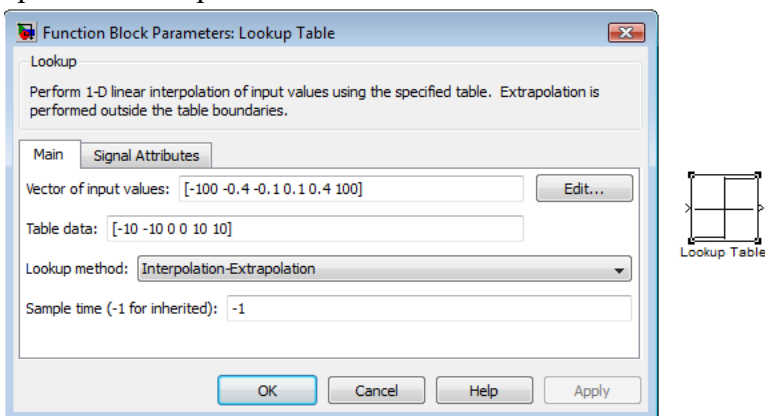 Function Block Parameters: Lookup Table
Lookup
Perform 1-D linear interpolation of input values using the specified table. Extrapolation is
performed outside the table boundaries.
Main Signal Attributes
Vector of input values: [-100 -0.4 -0.1 0.1 0.4 100] Edit...
Table data: [-10 -10 0 0 10 10]
Lookup method: Interpolation-Extrapolation
Sample time (-1 for inherited): -1
OK Cancel Help Apply
Lookup Table